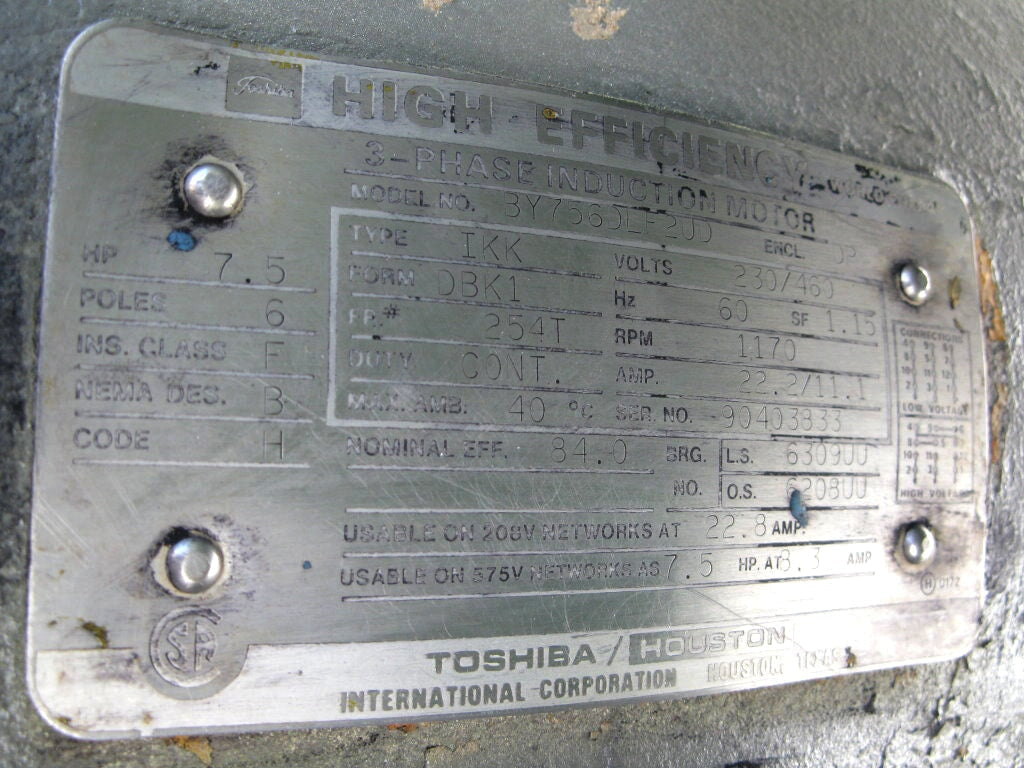 Toshiba HIGH EFFICIENCY
3-PHASE INDUCTION MOTOR
MODEL NO. ENCL. DP
HP 7.5
POLES 6
INS. CLASS F
NEMA DES. B
CODE H
TYPE IKK
FORM DBK1
FR.# 254T
DUTY CONT.
MAX. AMB. 40 °C
VOLTS 230/460
Hz 60 SF 1.15
RPM 1170
AMP. 22.2/11.1
SER. NO. 90403833
NOMINAL EFF. 84.0
BRG. L.S. 6309UU
NO. O.S. 6208UU
USABLE ON 208V NETWORKS AT 22.8 AMP.
USABLE ON 575V NETWORKS AS 7.5 HP. AT 8.3 AMP
CONNECTIONS
LOW VOLTAGE
HIGH VOLTAGE
TOSHIBA/HOUSTON
INTERNATIONAL CORPORATION HOUSTON, TEXAS